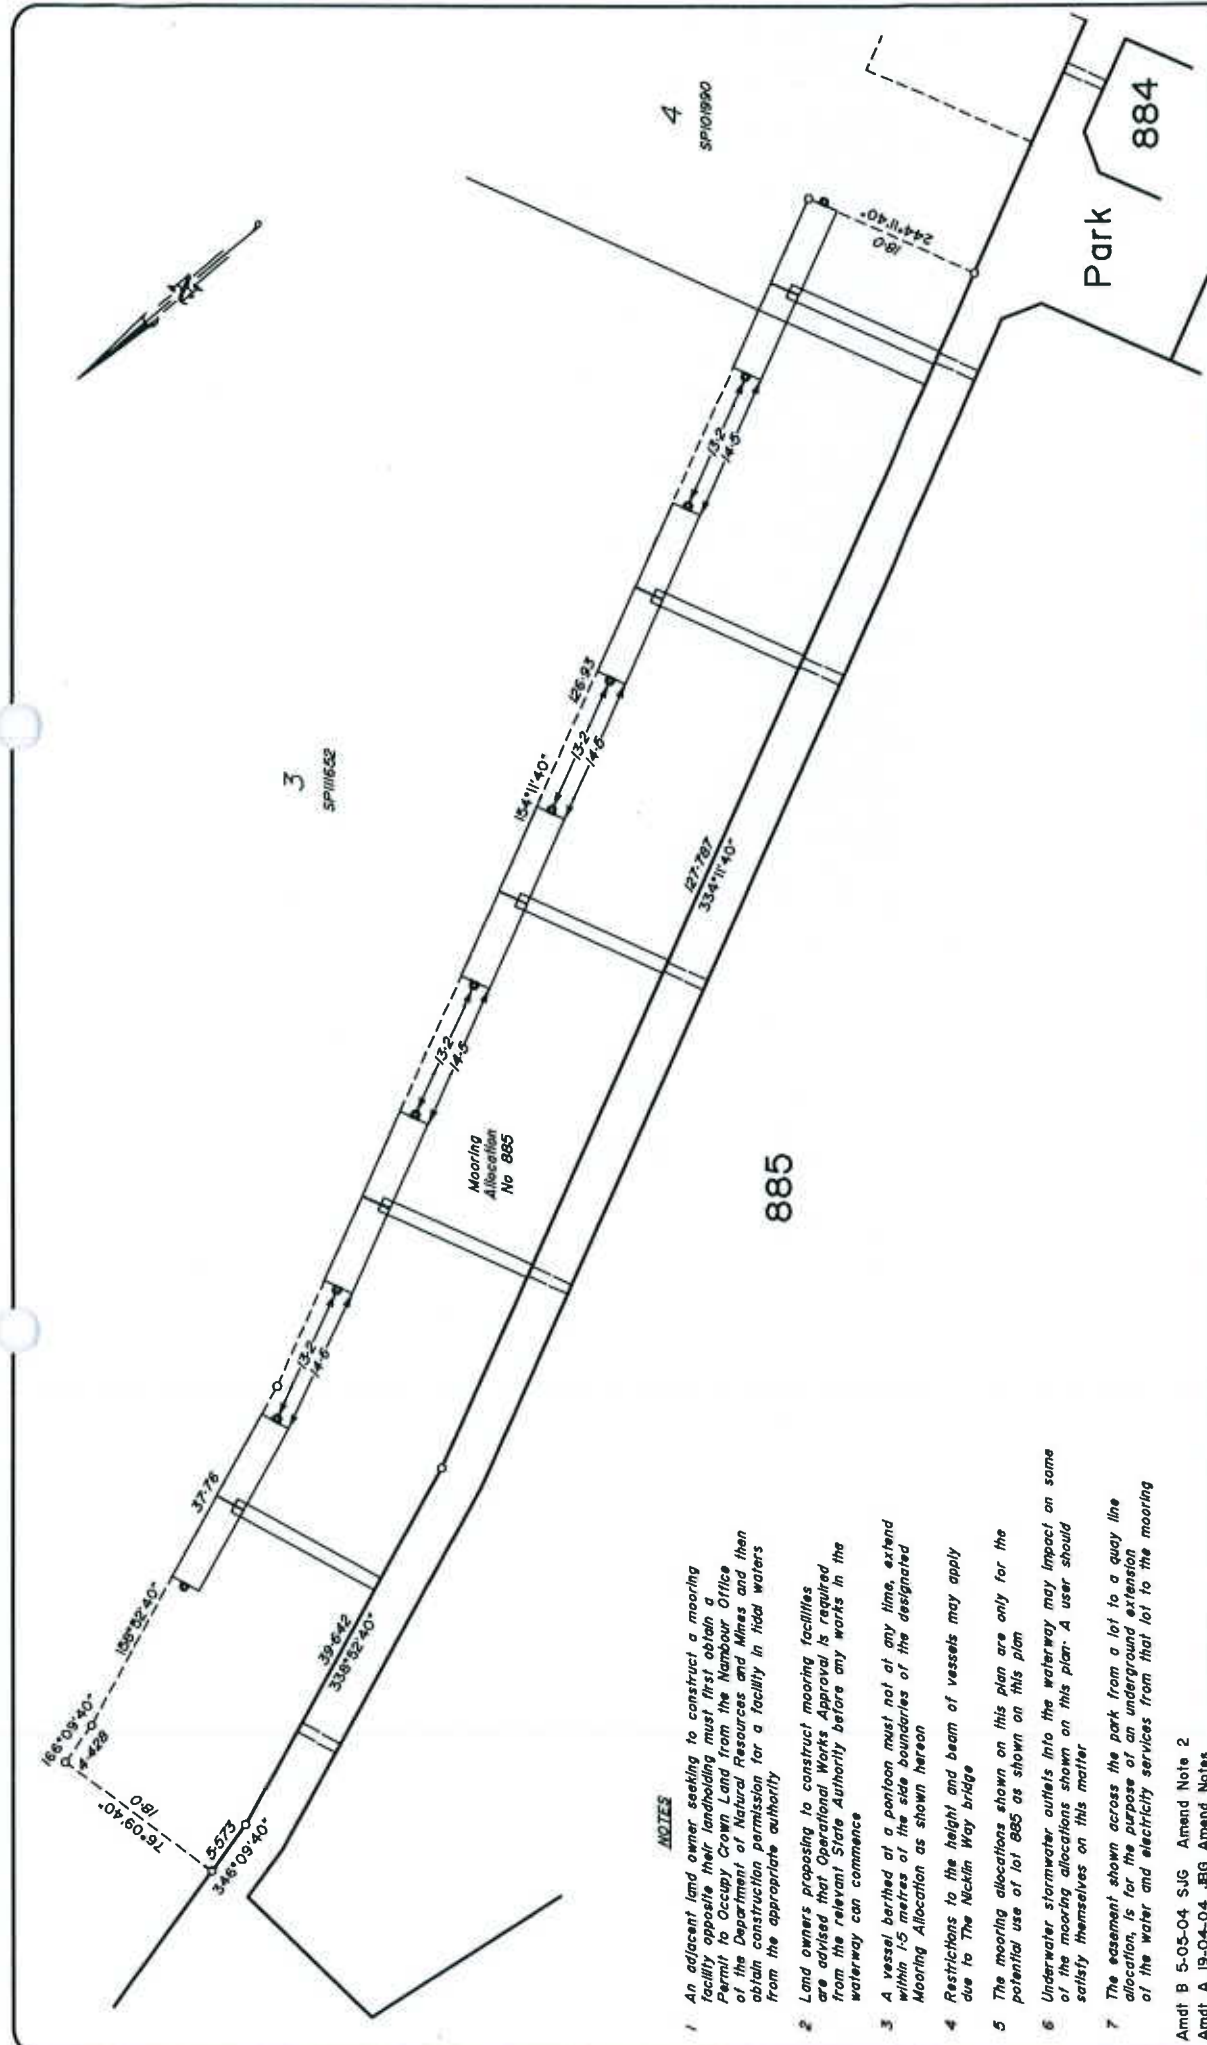 4
SP101990
3
SP111652
884
Park
244°11'40"
18·0
13·2
14·5
13·2
14·5
126·93
154°11'40"
13·2
14·5
13·2
14·5
127·787
334°11'40"
Mooring
Allocation
No 885
885
37·76
158°52'40"
166°09'40"
4·428
76°09'40"
18·0
5·573
346°09'40"
39·642
338°52'40"
NOTES
1 An adjacent land owner seeking to construct a mooring
facility opposite their landholding must first obtain a
Permit to Occupy Crown Land from the Nambour Office
of the Department of Natural Resources and Mines and then
obtain construction permission for a facility in tidal waters
from the appropriate authority
2 Land owners proposing to construct mooring facilities
are advised that Operational Works Approval is required
from the relevant State Authority before any works in the
waterway can commence
3 A vessel berthed at a pontoon must not at any time, extend
within 1·5 metres of the side boundaries of the designated
Mooring Allocation as shown hereon
4 Restrictions to the height and beam of vessels may apply
due to The Nicklin Way bridge
5 The mooring allocations shown on this plan are only for the
potential use of lot 885 as shown on this plan
6 Underwater stormwater outlets into the waterway may impact on some
of the mooring allocations shown on this plan· A user should
satisfy themselves on this matter
7 The easement shown across the park from a lot to a quay line
allocation, is for the purpose of an underground extension
of the water and electricity services from that lot to the mooring
Amdt B 5-05-04 SJG Amend Note 2
Amdt A 19-04-04 JBG Amend Notes